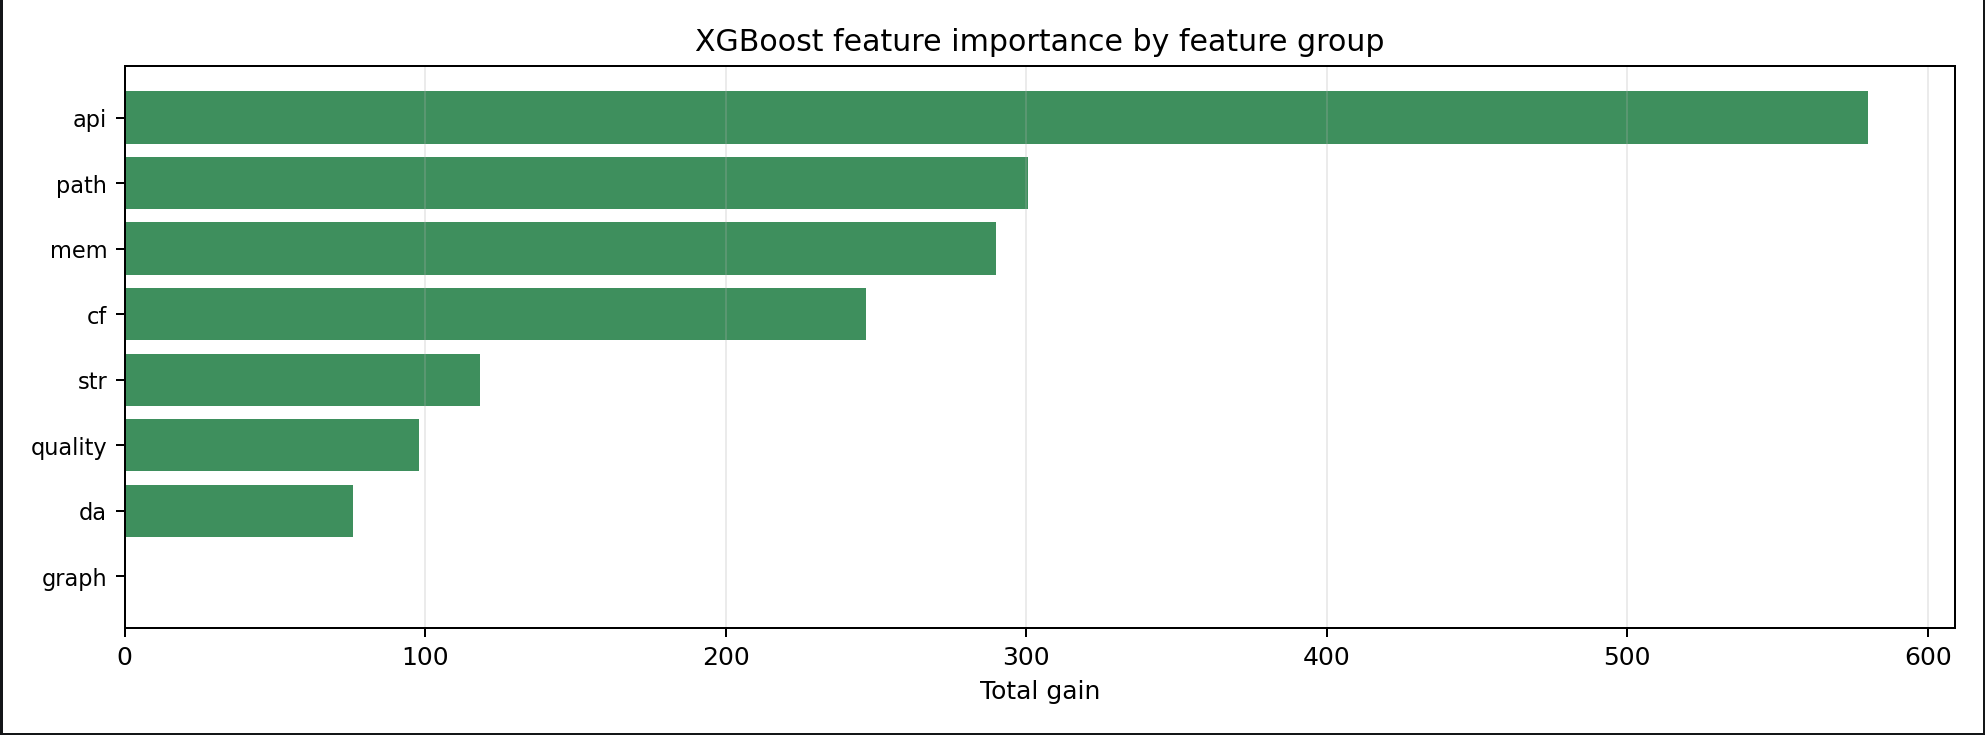 XGBoost feature importance by feature group
api
path
mem
cf
str
quality
da
graph
0 100 200 300 400 500 600
Total gain